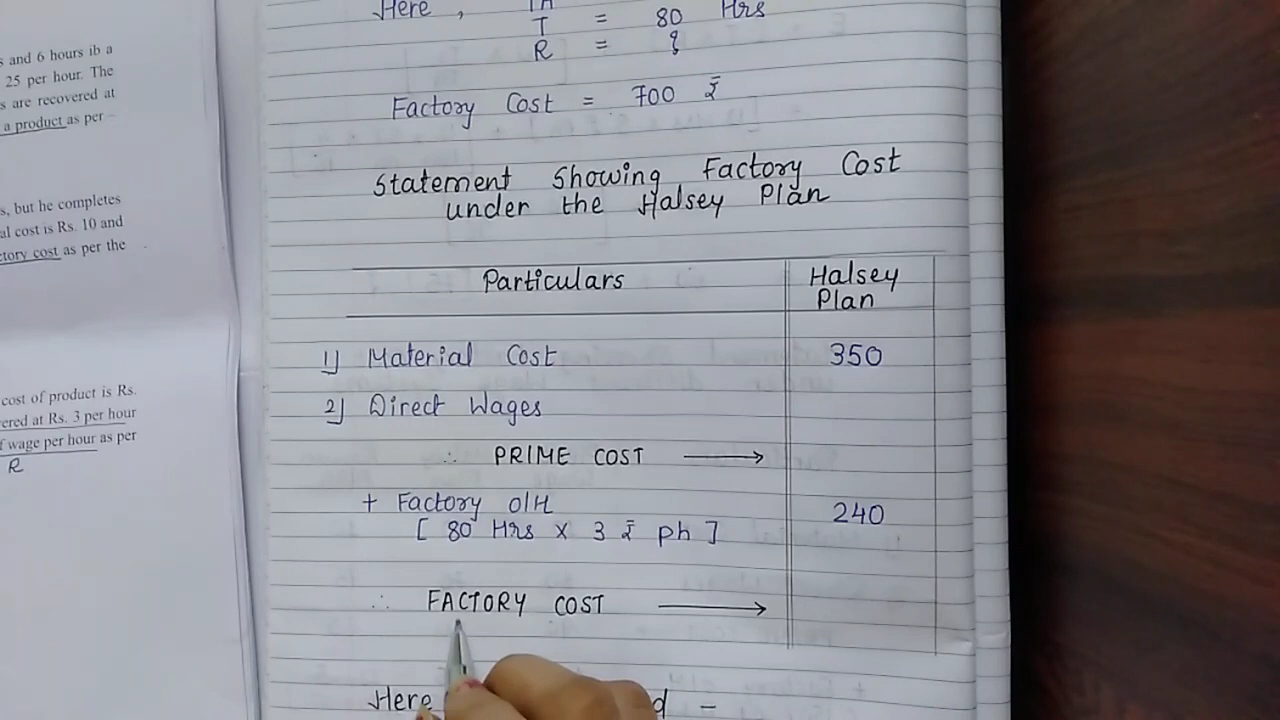 s and 6 hours ib a
25 per hour. The
s are recovered at
a product as per –
s, but he completes
al cost is Rs. 10 and
ctory cost as per the
cost of product is Rs.
ered at Rs. 3 per hour
f wage per hour as per
R
Here ,
T = 80 Hrs
R = ?
Factory Cost = 700 ₹
Statement Showing Factory Cost
under the Halsey Plan
Particulars Halsey
Plan
1) Material Cost 350
2) Direct Wages
∴ PRIME COST →
+ Factory O/H 240
[ 80 Hrs x 3 ₹ ph ]
∴ FACTORY COST →
Here